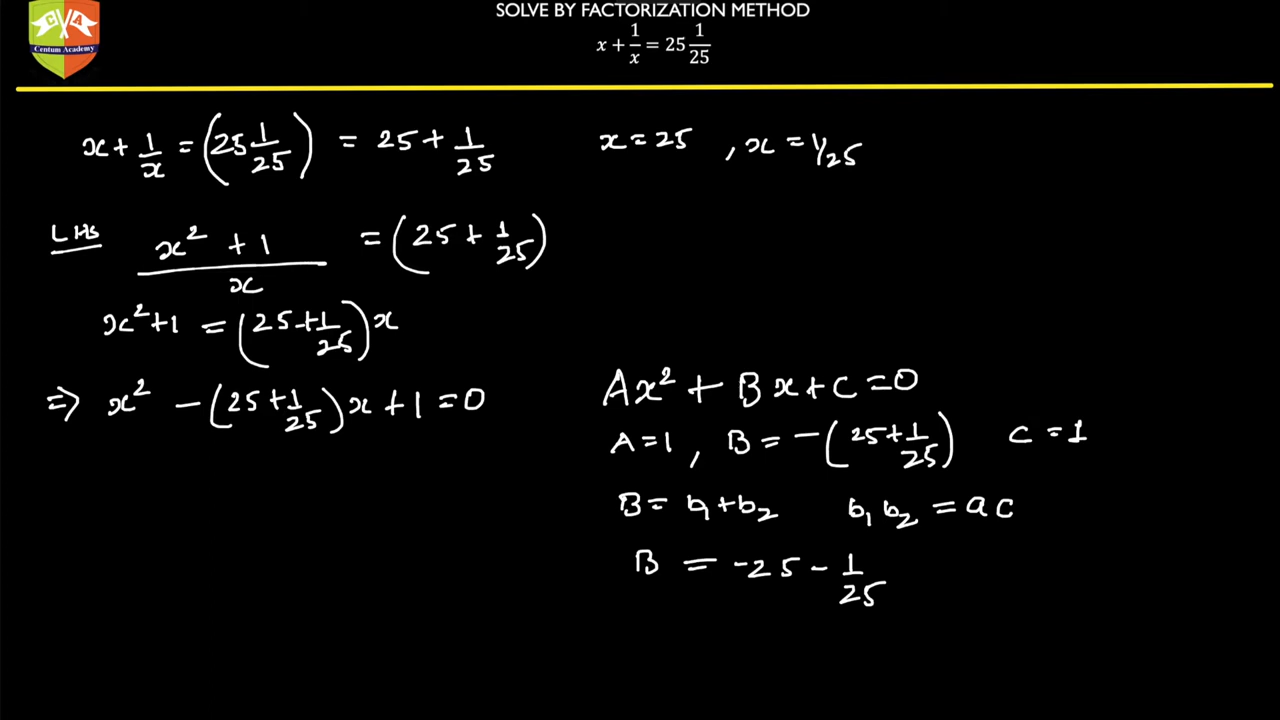 SOLVE BY FACTORIZATION METHOD
x + 1/x = 25 1/25
C A
Centum Academy
x + 1/x = (25 1/25) = 25 + 1/25    x = 25 , x = 1/25
LHS (x² + 1)/x = (25 + 1/25)
x² + 1 = (25 + 1/25)x
⇒ x² - (25 + 1/25)x + 1 = 0
Ax² + Bx + C = 0
A = 1, B = -(25 + 1/25) C = 1
B = b₁ + b₂    b₁ b₂ = a c
B = -25 - 1/25